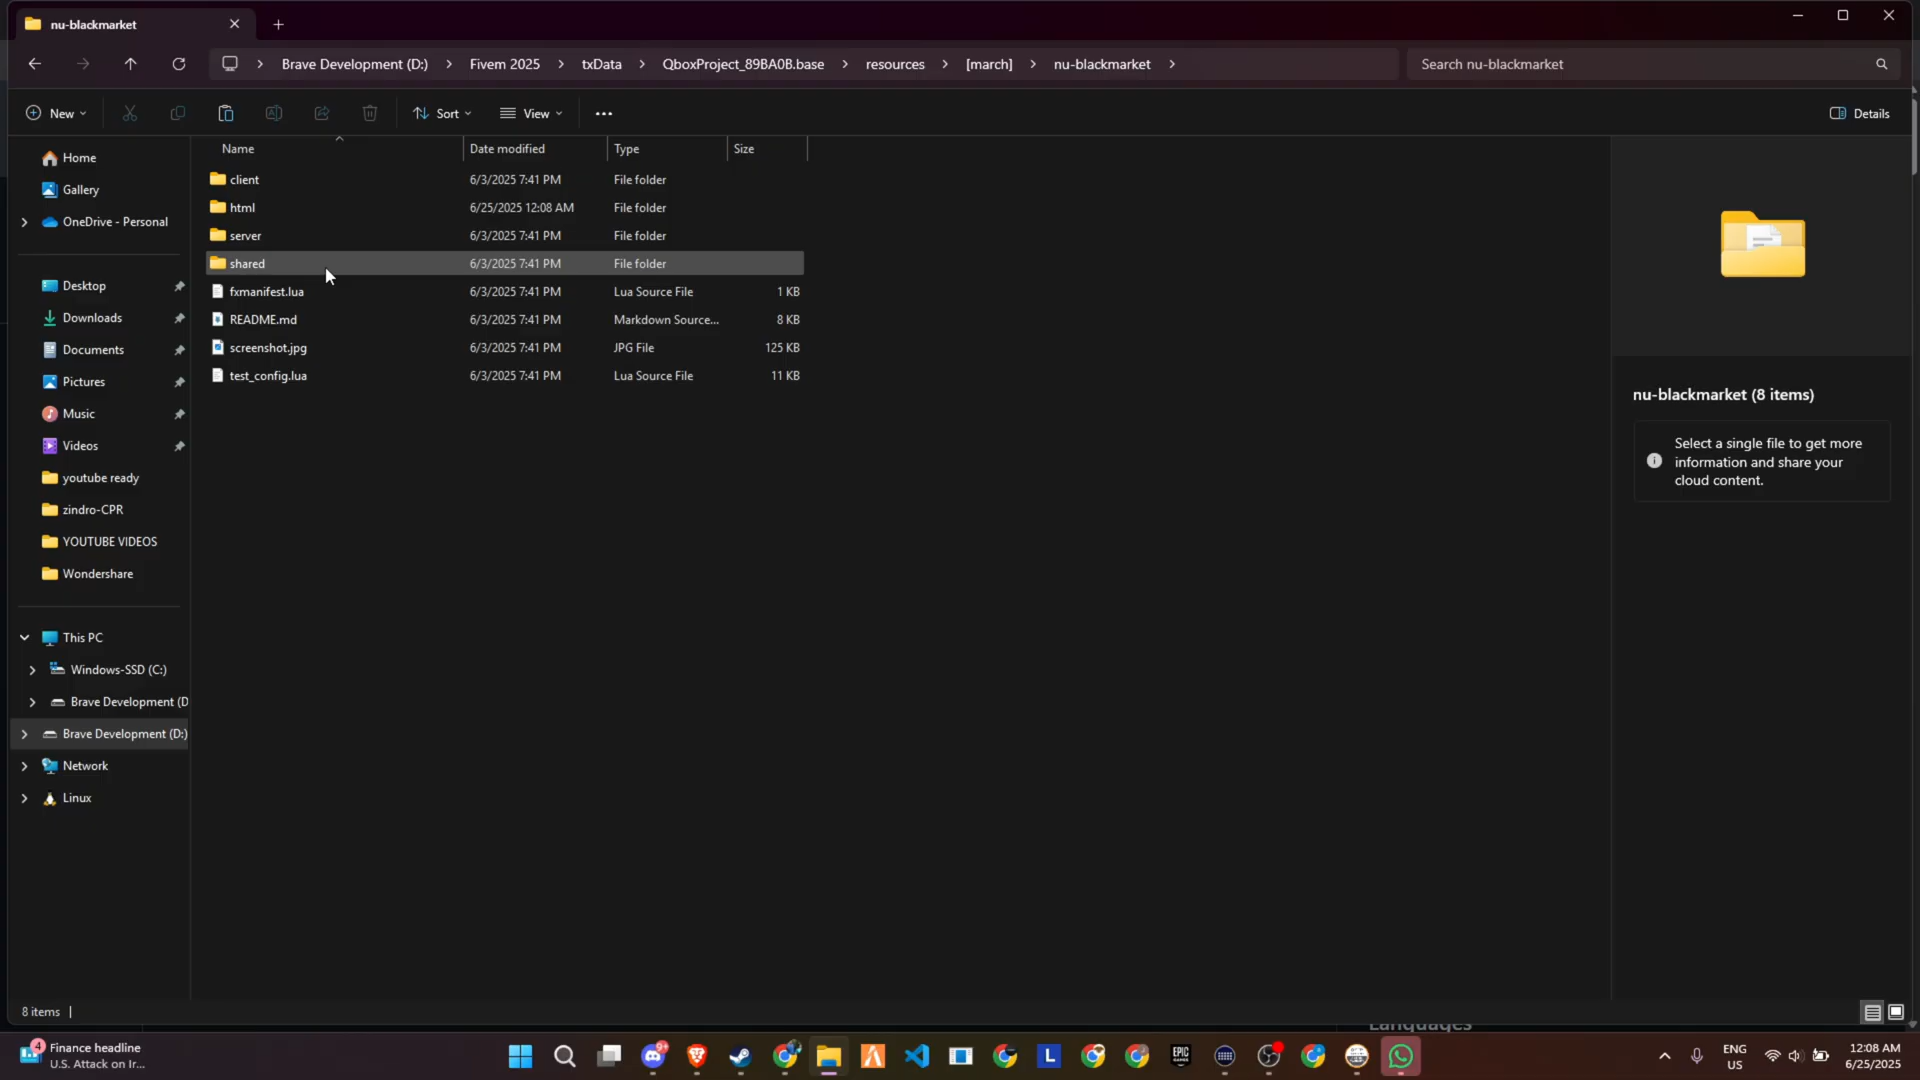 nu-blackmarket
Brave Development (D:) Fivem 2025 txData QboxProject_89BA0B.base resources [march] nu-blackmarket
Search nu-blackmarket
New
Sort
View
Details
Home
Gallery
OneDrive - Personal
Desktop
Downloads
Documents
Pictures
Music
Videos
youtube ready
zindro-CPR
YOUTUBE VIDEOS
Wondershare
This PC
Windows-SSD (C:)
Brave Development (D
Brave Development (D:)
Network
Linux
Name Date modified Type Size
client 6/3/2025 7:41 PM File folder
html 6/25/2025 12:08 AM File folder
server 6/3/2025 7:41 PM File folder
shared 6/3/2025 7:41 PM File folder
fxmanifest.lua 6/3/2025 7:41 PM Lua Source File 1 KB
README.md 6/3/2025 7:41 PM Markdown Source... 8 KB
screenshot.jpg 6/3/2025 7:41 PM JPG File 125 KB
test_config.lua 6/3/2025 7:41 PM Lua Source File 11 KB
nu-blackmarket (8 items)
Select a single file to get more
information and share your
cloud content.
8 items
Languages
4
Finance headline
U.S. Attack on Ir...
9+
L
EPIC
GAMES
ENG
US
12:08 AM
6/25/2025